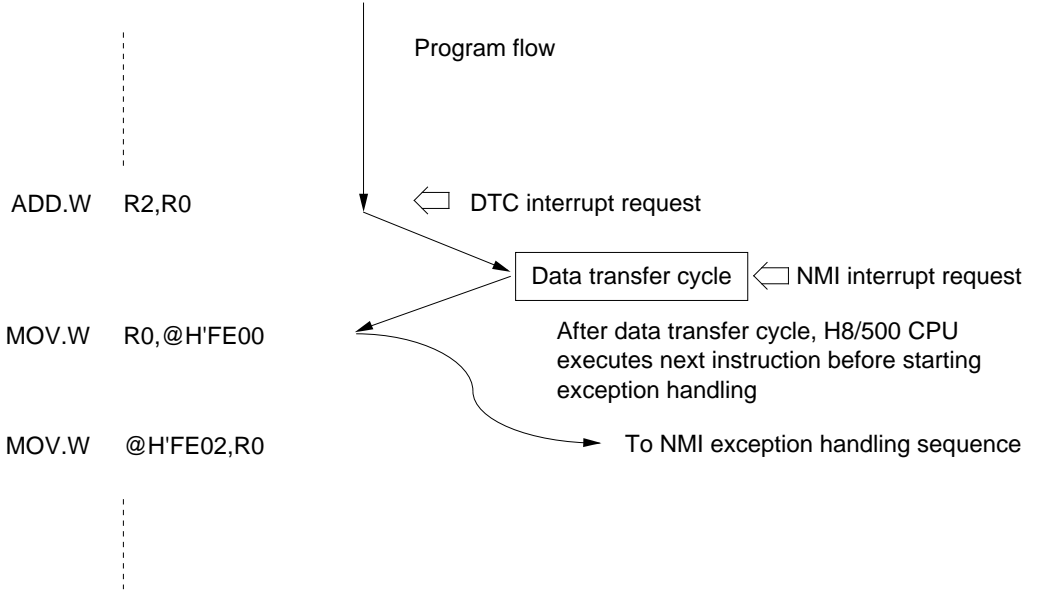 Program flow
ADD.W R2,R0
DTC interrupt request
Data transfer cycle
NMI interrupt request
MOV.W R0,@H'FE00
After data transfer cycle, H8/500 CPU
executes next instruction before starting
exception handling
MOV.W @H'FE02,R0
To NMI exception handling sequence